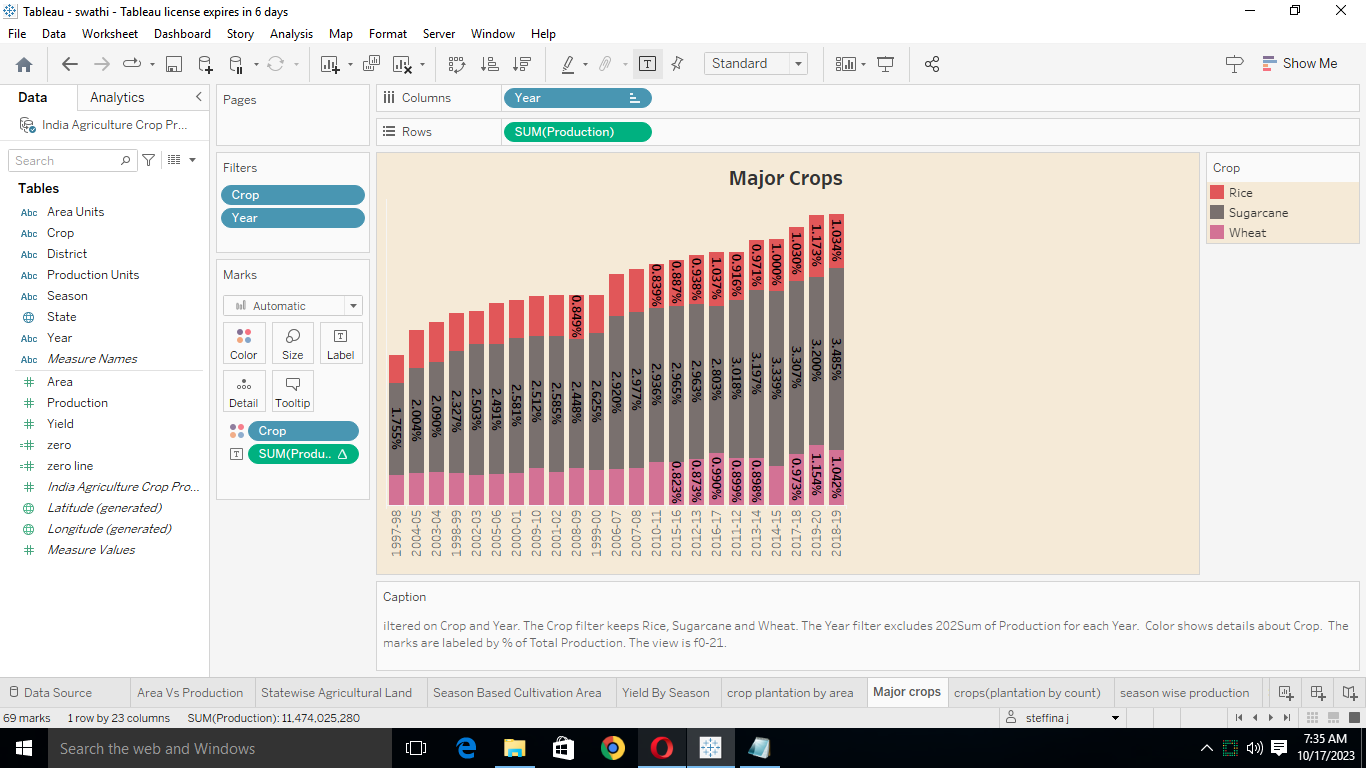 Tableau - swathi - Tableau license expires in 6 days
File Data Worksheet Dashboard Story Analysis Map Format Server Window Help
Standard
Show Me
Data Analytics
India Agriculture Crop Pr...
Search
Tables
Abc Area Units
Abc Crop
Abc District
Abc Production Units
Abc Season
State
Abc Year
Abc Measure Names
Area
Production
Yield
zero
zero line
India Agriculture Crop Pro...
Latitude (generated)
Longitude (generated)
Measure Values
Pages
Filters
Crop
Year
Marks
Automatic
Color Size Label
Detail Tooltip
Crop
SUM(Produ.. Δ
Columns Year
Rows SUM(Production)
Major Crops
0.849% 0.839% 0.887% 0.938% 1.037% 0.916% 0.971% 1.000% 1.030% 1.173% 1.034%
1.755% 2.004% 2.090% 2.327% 2.503% 2.491% 2.581% 2.512% 2.585% 2.448% 2.625% 2.920% 2.977% 2.936% 2.965% 2.963% 2.803% 3.018% 3.197% 3.339% 3.307% 3.200% 3.485%
0.823% 0.873% 0.990% 0.899% 0.898% 0.973% 1.154% 1.042%
1997-98 2004-05 2003-04 1998-99 2002-03 2005-06 2000-01 2009-10 2001-02 2008-09 1999-00 2006-07 2007-08 2010-11 2015-16 2012-13 2016-17 2011-12 2013-14 2014-15 2017-18 2019-20 2018-19
Crop
Rice
Sugarcane
Wheat
Caption
iltered on Crop and Year. The Crop filter keeps Rice, Sugarcane and Wheat. The Year filter excludes 202Sum of Production for each Year. Color shows details about Crop. The
marks are labeled by % of Total Production. The view is f0-21.
Data Source Area Vs Production Statewise Agricultural Land Season Based Cultivation Area Yield By Season crop plantation by area Major crops crops(plantation by count) season wise production
69 marks 1 row by 23 columns SUM(Production): 11,474,025,280 steffina j
Search the web and Windows
7:35 AM
10/17/2023